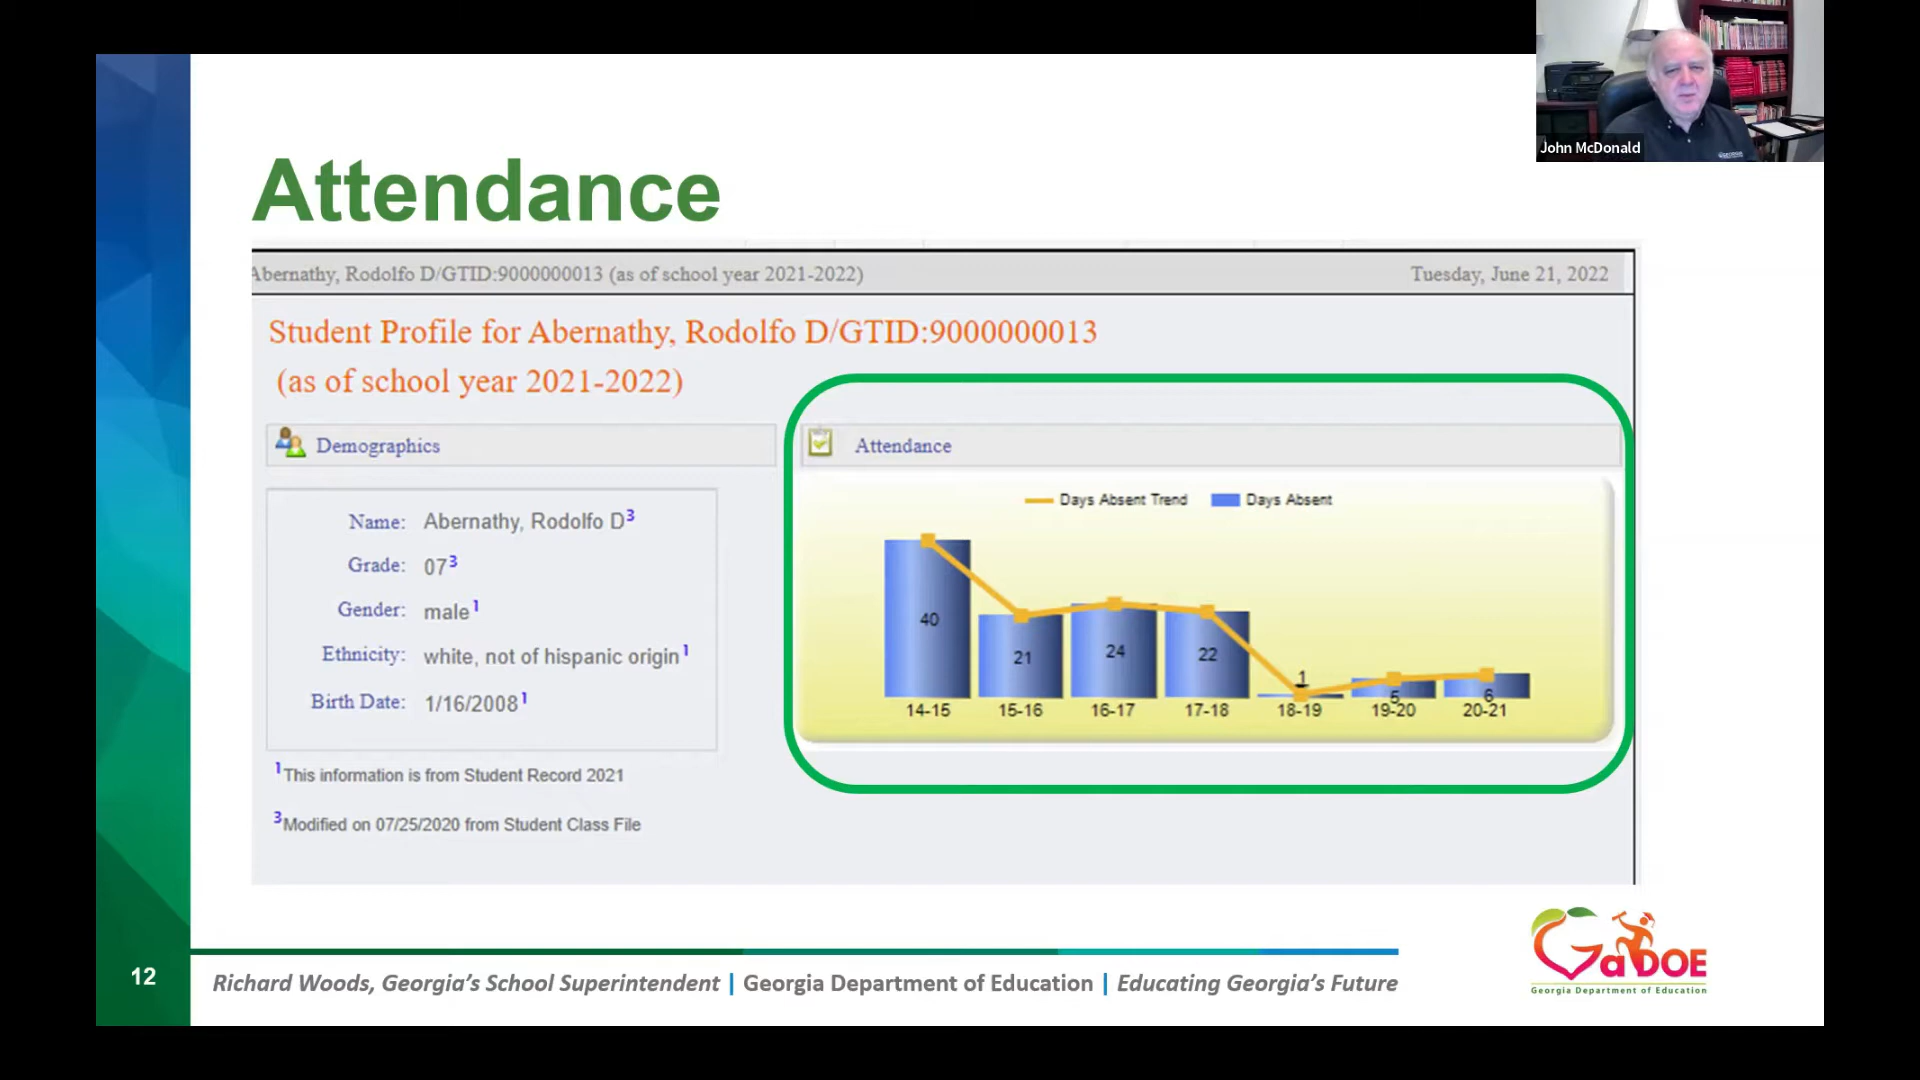 John McDonald
Attendance
Abernathy, Rodolfo D/GTID:9000000013 (as of school year 2021-2022)
Tuesday, June 21, 2022
Student Profile for Abernathy, Rodolfo D/GTID:9000000013
(as of school year 2021-2022)
Demographics
Name: Abernathy, Rodolfo D3
Grade: 073
Gender: male1
Ethnicity: white, not of hispanic origin1
Birth Date: 1/16/20081
1This information is from Student Record 2021
3Modified on 07/25/2020 from Student Class File
Attendance
Days Absent Trend Days Absent
40 21 24 22 1 5 6
14-15 15-16 16-17 17-18 18-19 19-20 20-21
12
Richard Woods, Georgia's School Superintendent | Georgia Department of Education | Educating Georgia's Future
GaDOE
Georgia Department of Education